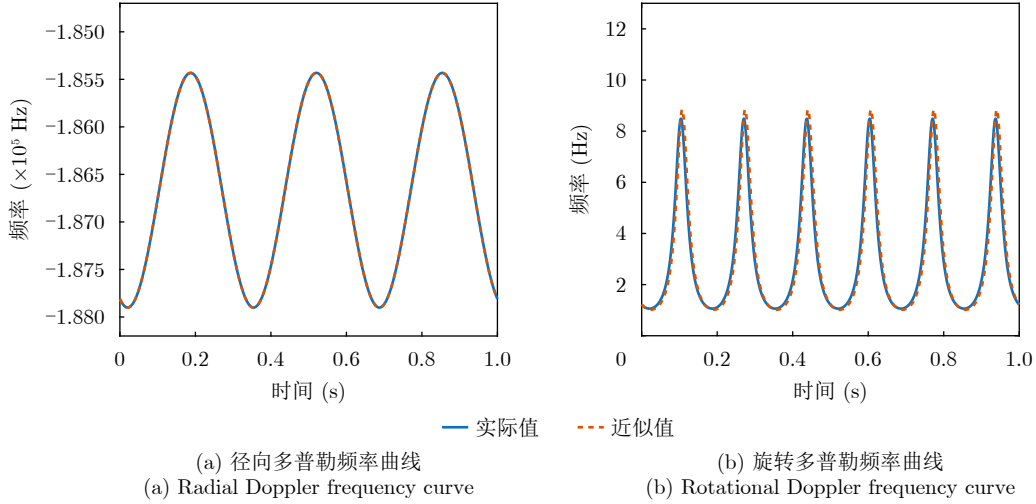 −1.850
−1.855
−1.860
−1.865
−1.870
−1.875
−1.880
频率 (×10⁵ Hz)
0 0.2 0.4 0.6 0.8 1.0
时间 (s)
12
10
8
6
4
2
0
频率 (Hz)
0.2 0.4 0.6 0.8 1.0
时间 (s)
实际值 近似值
(a) 径向多普勒频率曲线
(a) Radial Doppler frequency curve
(b) 旋转多普勒频率曲线
(b) Rotational Doppler frequency curve